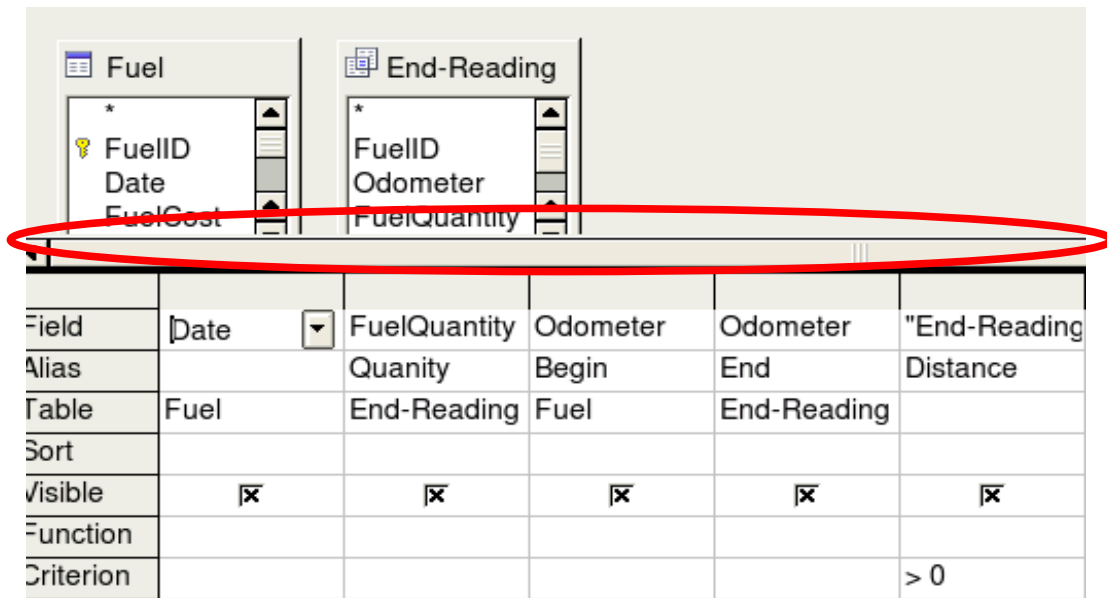 Fuel
End-Reading
*
FuelID
Date
FuelCost
*
FuelID
Odometer
FuelQuantity
Field Date FuelQuantity Odometer Odometer "End-Reading
Alias Quanity Begin End Distance
Table Fuel End-Reading Fuel End-Reading
Sort
Visible
Function
Criterion > 0